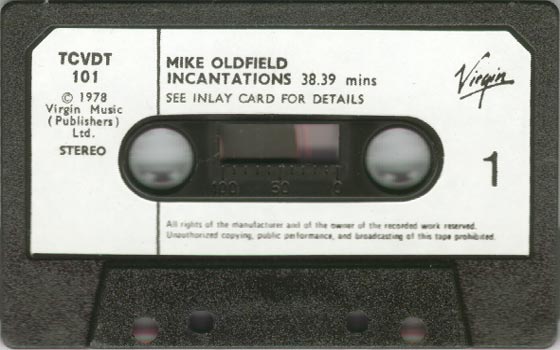 TCVDT
101
© 1978
Virgin Music
(Publishers)
Ltd.
STEREO
MIKE OLDFIELD
INCANTATIONS 38.39 mins
SEE INLAY CARD FOR DETAILS
Virgin
100 50 0
1
All rights of the manufacturer and of the owner of the recorded work reserved.
Unauthorized copying, public performance, and broadcasting of this tape prohibited.